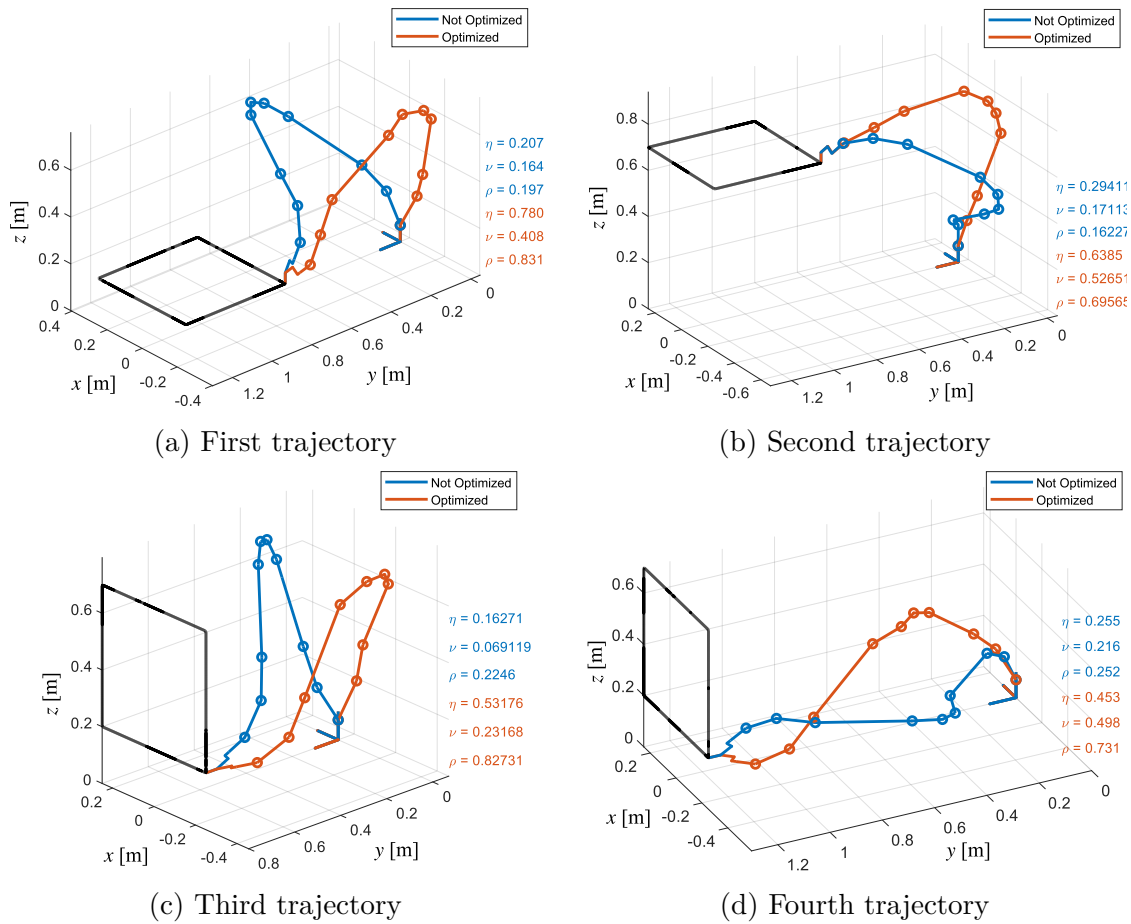 Not Optimized
Optimized
η = 0.207
ν = 0.164
ρ = 0.197
η = 0.780
ν = 0.408
ρ = 0.831
z [m]
0.6
0.4
0.2
0
x [m]
0.4
0.2
0
-0.2
-0.4
y [m]
1.2
1
0.8
0.6
0.4
0.2
0
(a) First trajectory
Not Optimized
Optimized
η = 0.29411
ν = 0.17113
ρ = 0.16227
η = 0.6385
ν = 0.52651
ρ = 0.69565
z [m]
0.8
0.6
0.4
0.2
0
x [m]
0.2
0
-0.2
-0.4
-0.6
y [m]
1.2
1
0.8
0.6
0.4
0.2
0
(b) Second trajectory
Not Optimized
Optimized
η = 0.16271
ν = 0.069119
ρ = 0.2246
η = 0.53176
ν = 0.23168
ρ = 0.82731
z [m]
0.6
0.4
0.2
0
x [m]
0.2
0
-0.2
-0.4
y [m]
0.8
0.6
0.4
0.2
0
(c) Third trajectory
Not Optimized
Optimized
η = 0.255
ν = 0.216
ρ = 0.252
η = 0.453
ν = 0.498
ρ = 0.731
z [m]
0.6
0.4
0.2
0
x [m]
0.2
0
-0.2
-0.4
y [m]
1.2
1
0.8
0.6
0.4
0.2
0
(d) Fourth trajectory